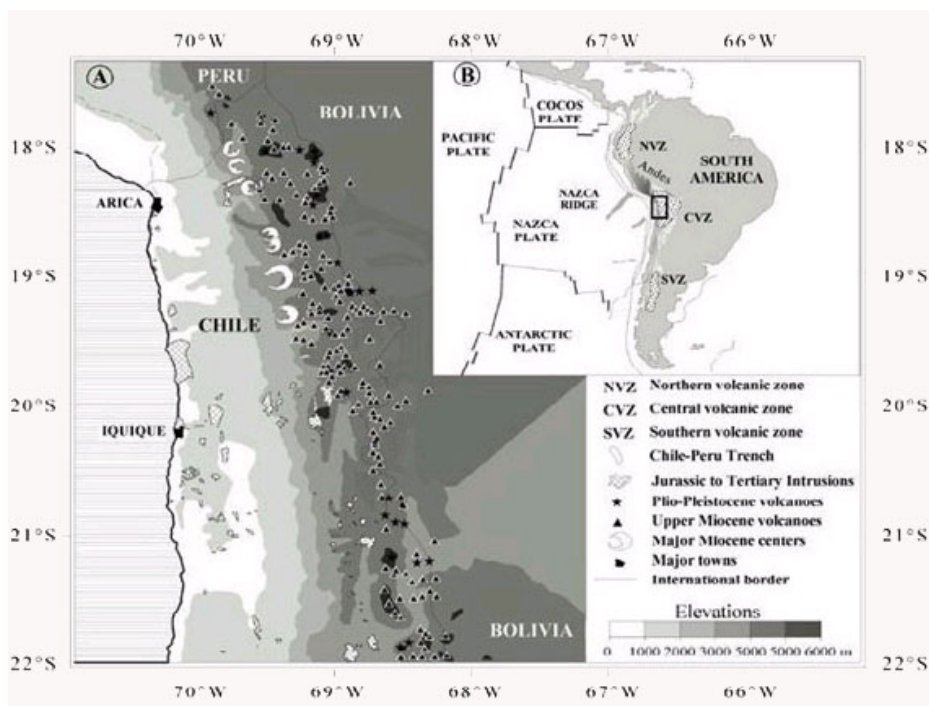 70°W 69°W 68°W 67°W 66°W
A
PERU
BOLIVIA
18°S
ARICA
19°S
CHILE
20°S
IQUIQUE
21°S
BOLIVIA
22°S
B
COCOS
PLATE
PACIFIC
PLATE
NVZ
SOUTH
AMERICA
Andes
NAZCA
RIDGE
CVZ
NAZCA
PLATE
SVZ
ANTARCTIC
PLATE
NVZ Northern volcanic zone
CVZ Central volcanic zone
SVZ Southern volcanic zone
Chile-Peru Trench
Jurassic to Tertiary Intrusions
Plio-Pleistocene volcanoes
Upper Miocene volcanoes
Major Miocene centers
Major towns
International border
Elevations
0 1000 2000 3000 4000 5000 6000 m
18°S
19°S
20°S
21°S
22°S
70°W 69°W 68°W 67°W 66°W